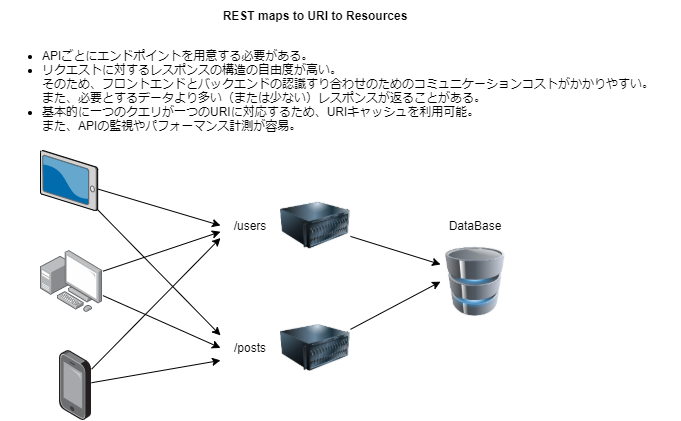 REST maps to URI to Resources
• APIごとにエンドポイントを用意する必要がある。
• リクエストに対するレスポンスの構造の自由度が高い。
そのため、フロントエンドとバックエンドの認識すり合わせのためのコミュニケーションコストがかかりやすい。
また、必要とするデータより多い（または少ない）レスポンスが返ることがある。
• 基本的に一つのクエリが一つのURIに対応するため、URIキャッシュを利用可能。
また、APIの監視やパフォーマンス計測が容易。
/users
DataBase
/posts